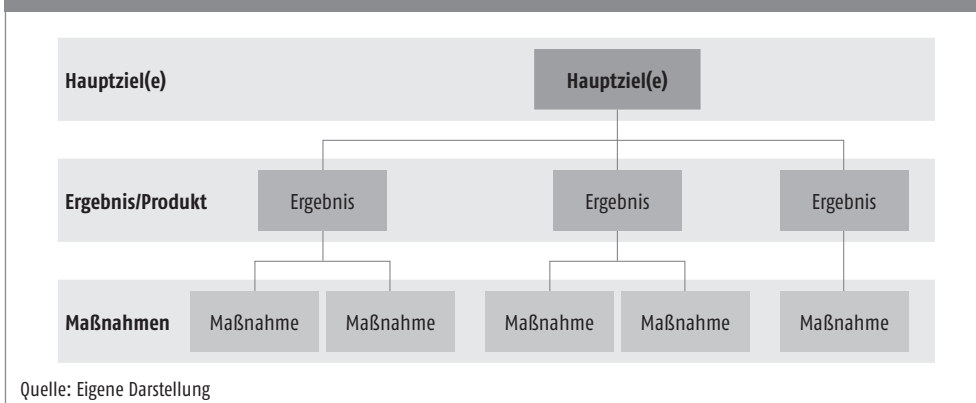 Hauptziel(e) Hauptziel(e)
Ergebnis/Produkt Ergebnis Ergebnis Ergebnis
Maßnahmen Maßnahme Maßnahme Maßnahme Maßnahme Maßnahme
Quelle: Eigene Darstellung